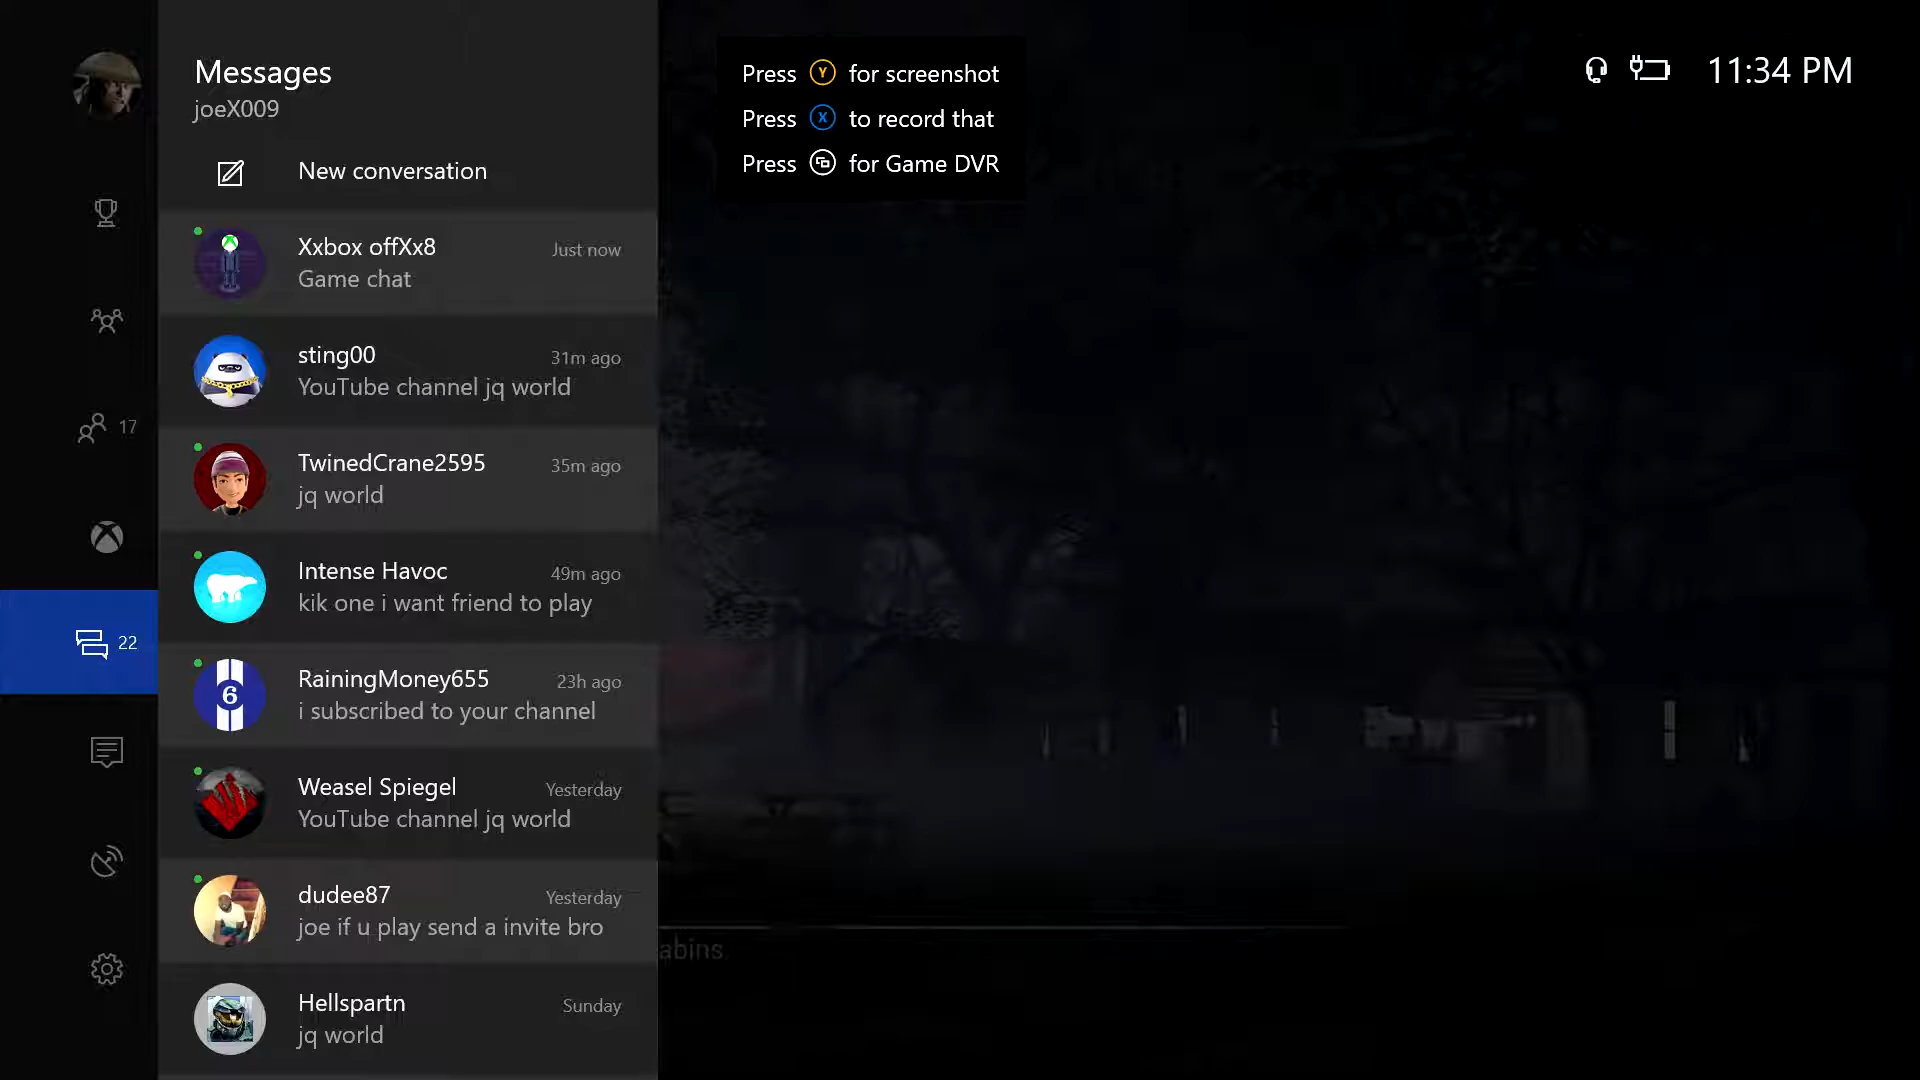 Messages
joeX009
New conversation
Xxbox offXx8
Just now
Game chat
sting00
31m ago
YouTube channel jq world
TwinedCrane2595
35m ago
jq world
Intense Havoc
49m ago
kik one i want friend to play
6
RainingMoney655
23h ago
i subscribed to your channel
Weasel Spiegel
Yesterday
YouTube channel jq world
dudee87
Yesterday
joe if u play send a invite bro
Hellspartn
Sunday
jq world
17
22
Press Y for screenshot
Press X to record that
Press for Game DVR
11:34 PM
abins.